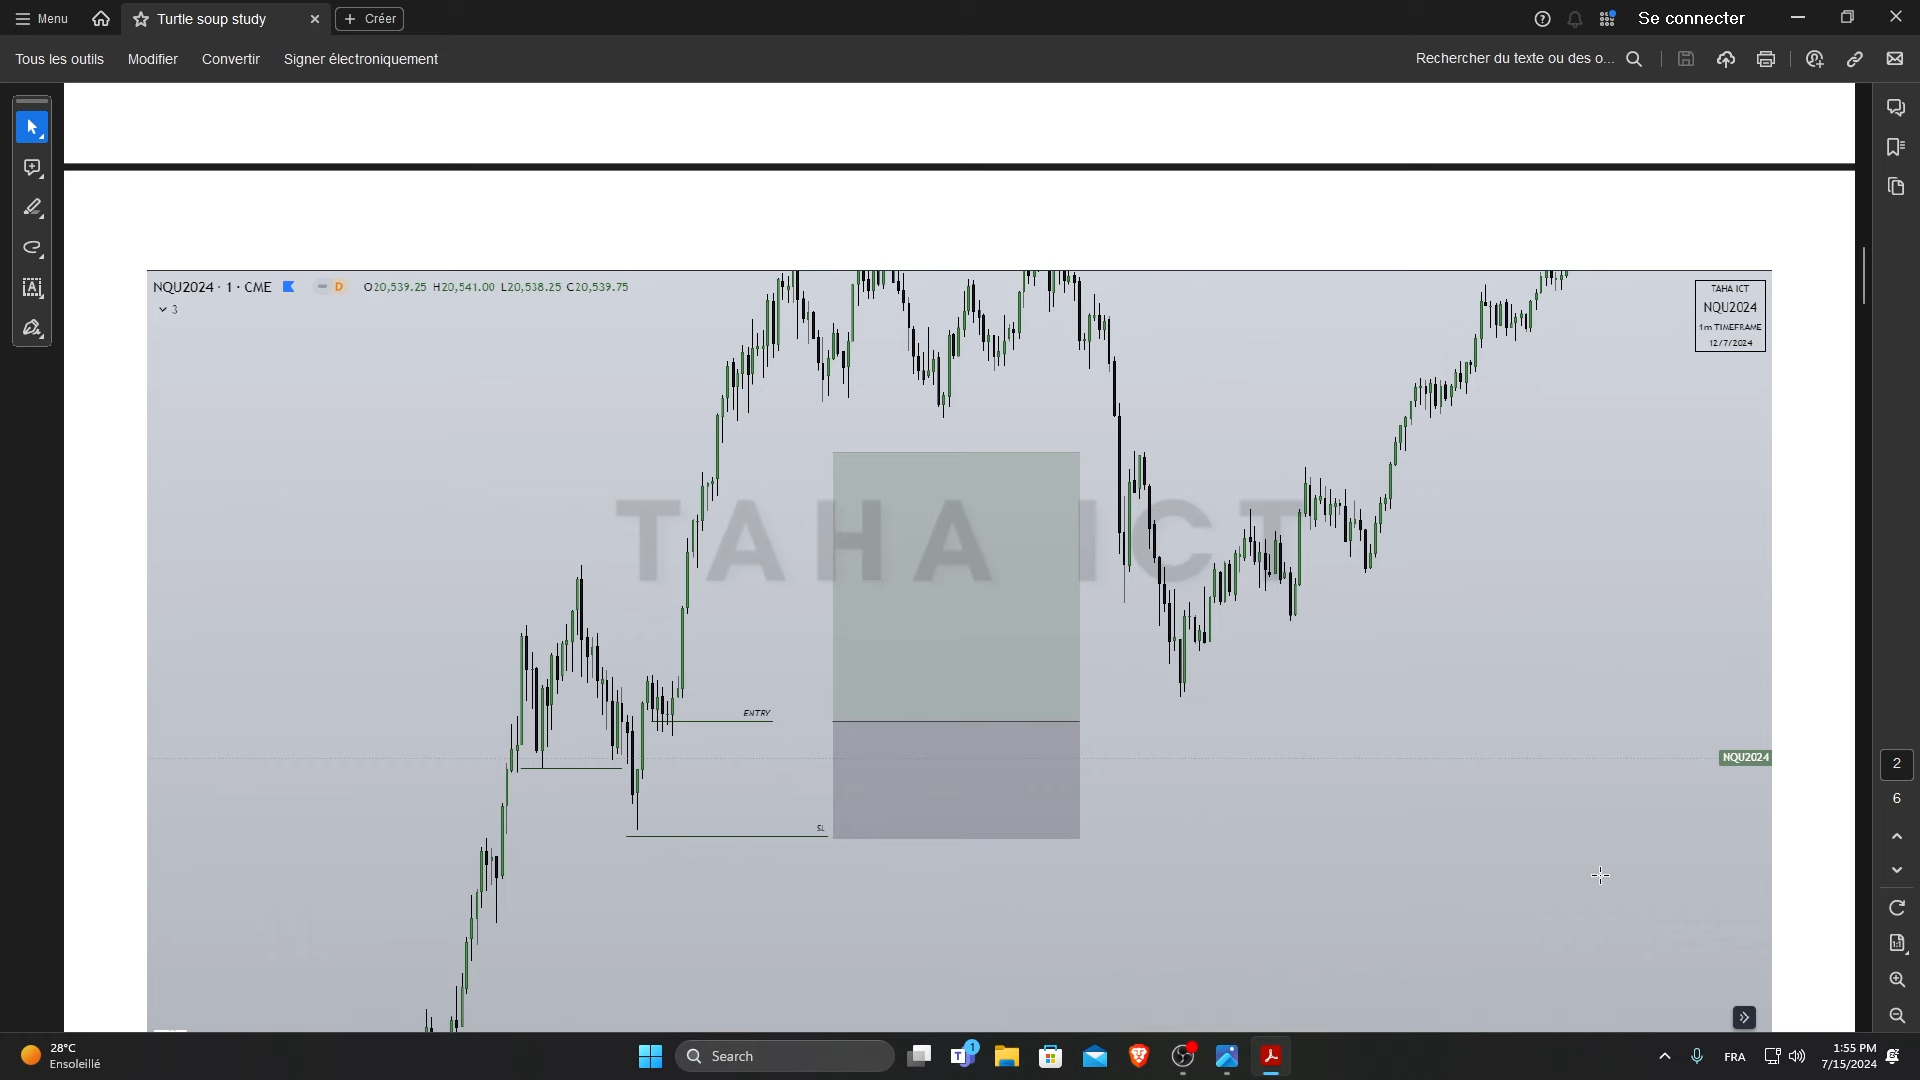 Menu
Turtle soup study
Créer
Se connecter
Tous les outils
Modifier
Convertir
Signer électroniquement
Rechercher du texte ou des o...
NQU2024 · 1 · CME
D
O20,539.25 H20,541.00 L20,538.25 C20,539.75
3
TAHA ICT
NQU2024
1m TIMEFRAME
12/7/2024
TAHA ICT
ENTRY
NQU2024
SL
2
6
28°C
Ensoleillé
Search
1
FRA
1:55 PM
7/15/2024